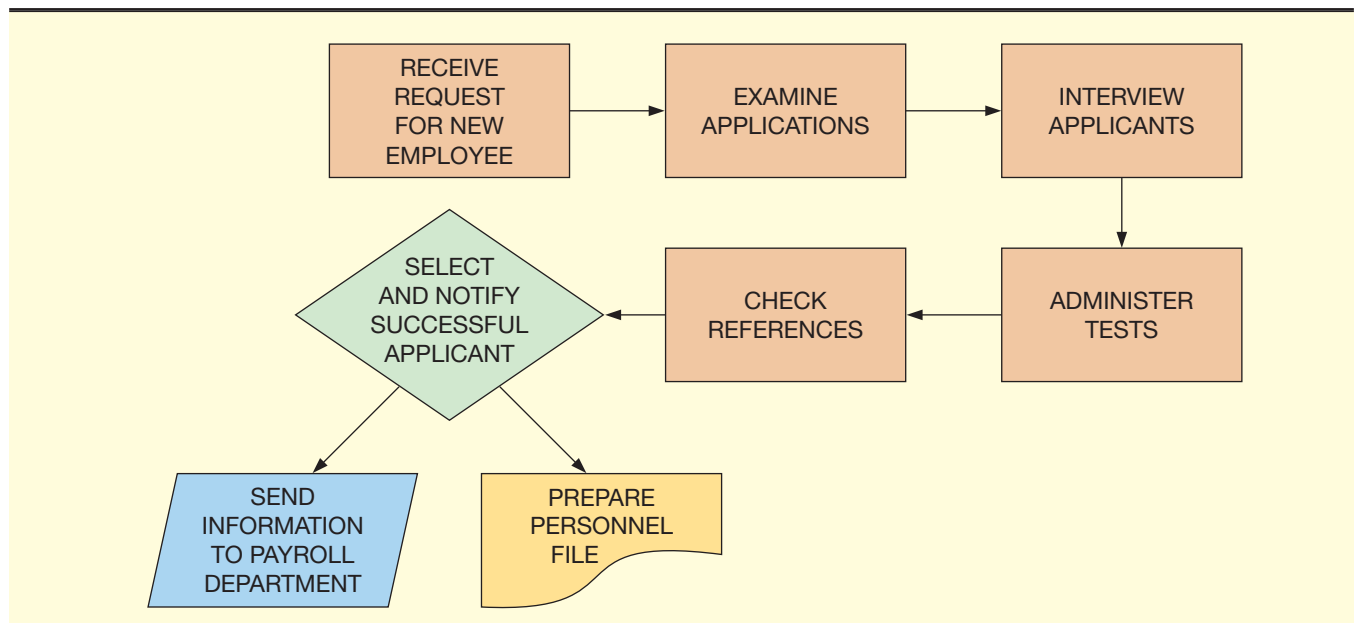 RECEIVE
REQUEST
FOR NEW
EMPLOYEE
EXAMINE
APPLICATIONS
INTERVIEW
APPLICANTS
ADMINISTER
TESTS
CHECK
REFERENCES
SELECT
AND NOTIFY
SUCCESSFUL
APPLICANT
SEND
INFORMATION
TO PAYROLL
DEPARTMENT
PREPARE
PERSONNEL
FILE